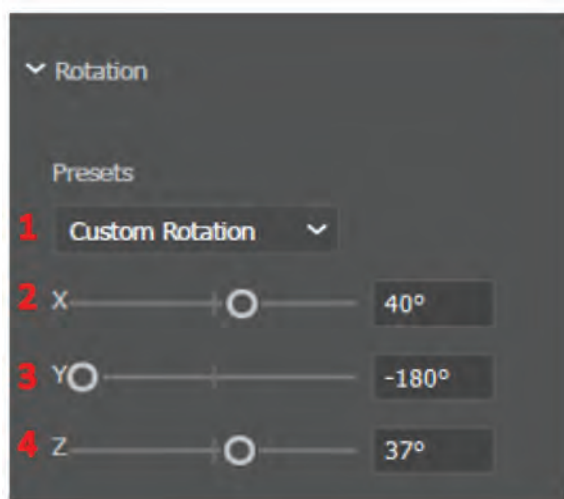 Rotation
Presets
1 Custom Rotation
2 X 40°
3 Y -180°
4 Z 37°